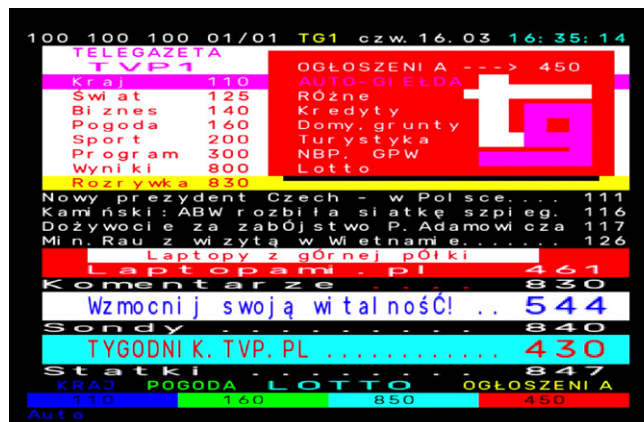 100 100 100 01/01 TG1 czw. 16. 03 16: 35: 14
TELEGAZETA
TVP1
OGŁOSZENIA ---> 450
Kraj 110
AUTO-GIEŁDA
Świat 125
RÓżne
Biznes 140
Kredyty
Pogoda 160
Domy, grunty
Sport 200
Turystyka
Program 300
NBP, GPW
Wyniki 800
Lotto
tg
Rozrywka 830
Nowy prezydent Czech - w Polsce.... 111
Kamiński: ABW rozbiła siatkę szpieg. 116
Dożywocie za zabÓjstwo P. Adamowicza 117
Min. Rau z wizytą w Wietnamie....... 126
Laptopy z gÓrnej pÓłki
Laptopami.pl 461
Komentarze .... 830
Wzmocnij swoją witalnośĆ! .. 544
Sondy . . . . . . . . 840
TYGODNIK. TVP. PL ............ 430
Statki . . . . . . . 847
KRAJ POGODA LOTTO OGŁOSZENIA
110 160 850 450
Auto